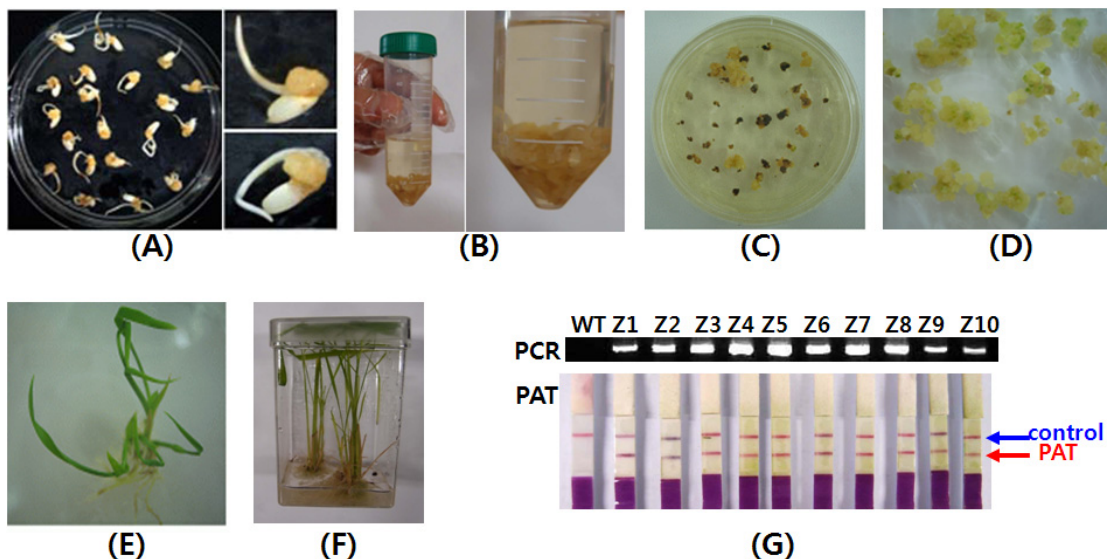 (A) (B) (C) (D)
(E) (F)
WT Z1 Z2 Z3 Z4 Z5 Z6 Z7 Z8 Z9 Z10
PCR
PAT
control
PAT
(G)